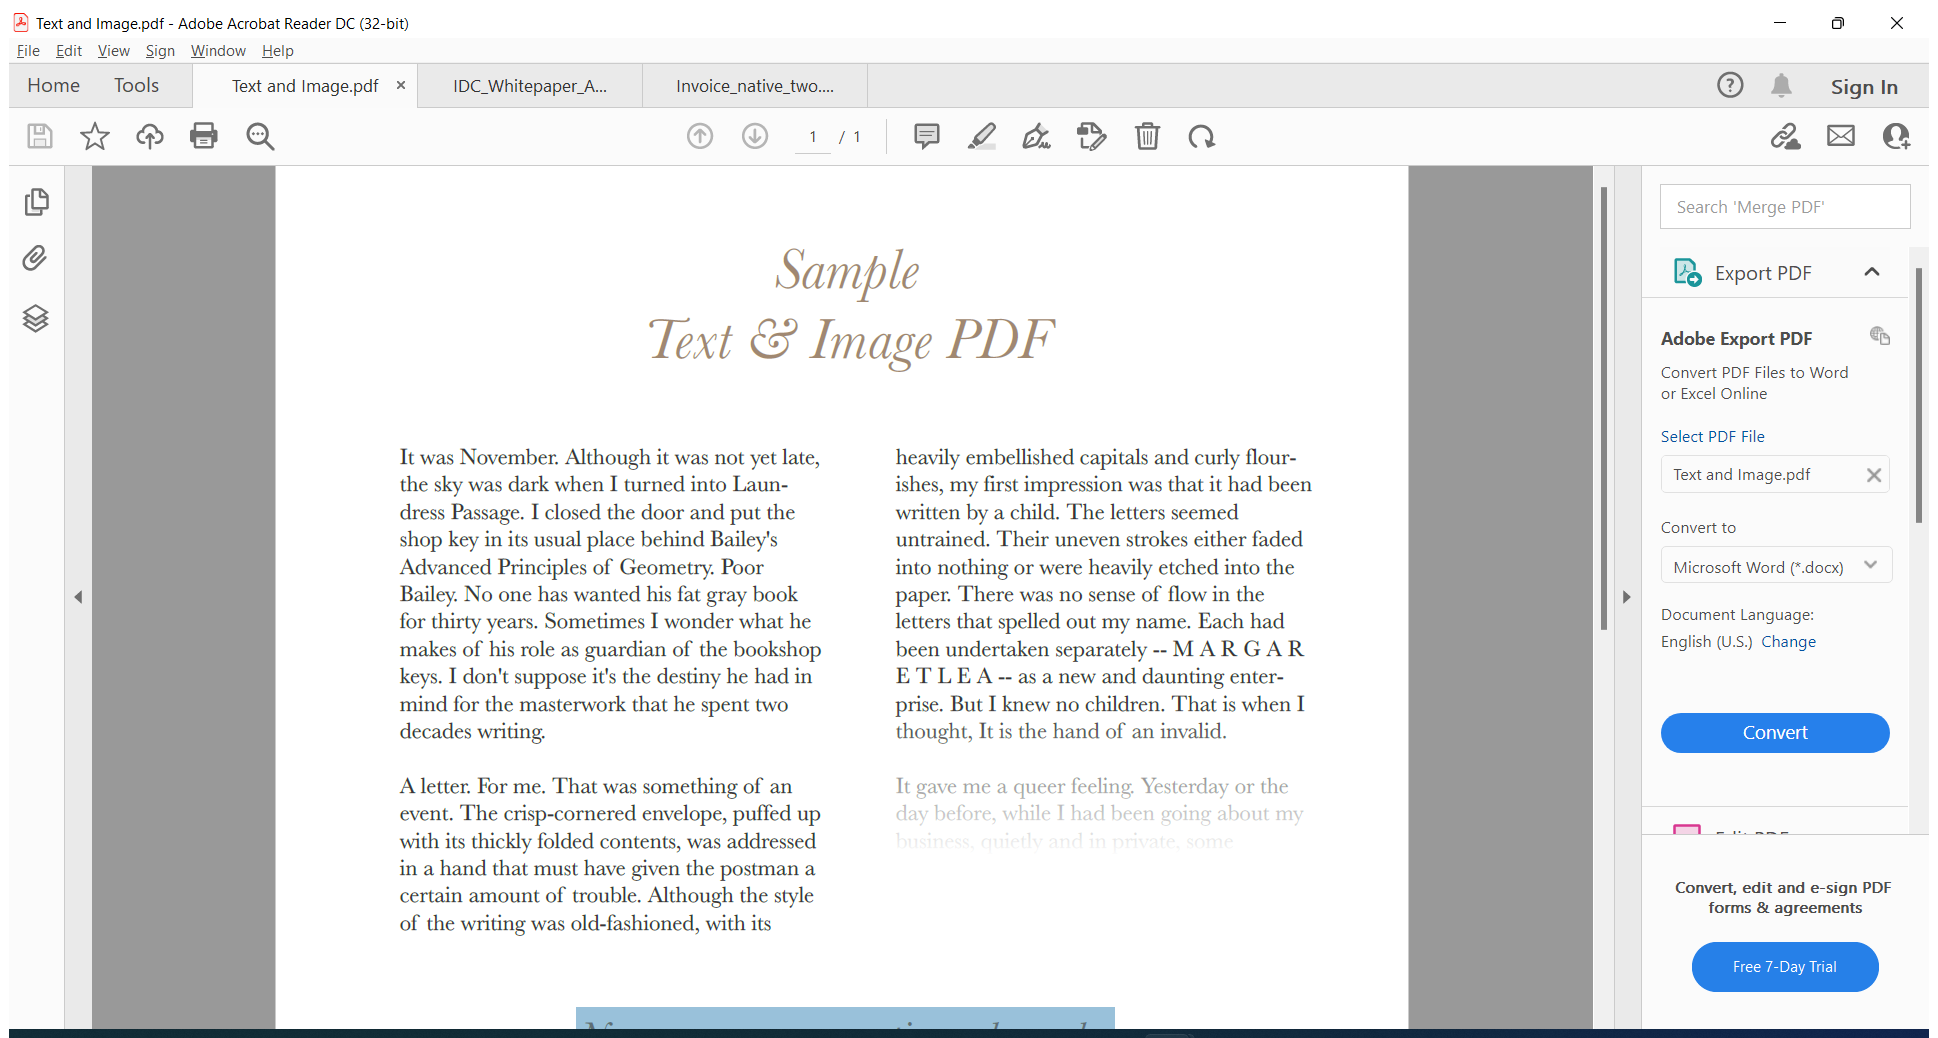 Text and Image.pdf - Adobe Acrobat Reader DC (32-bit)
File Edit View Sign Window Help
Home Tools Text and Image.pdf IDC_Whitepaper_A... Invoice_native_two.... Sign In
1 / 1
Search 'Merge PDF'
Export PDF
Adobe Export PDF
Convert PDF Files to Word
or Excel Online
Select PDF File
Text and Image.pdf
Convert to
Microsoft Word (*.docx)
Document Language:
English (U.S.) Change
Convert
Edit PDF
Convert, edit and e-sign PDF
forms & agreements
Free 7-Day Trial
Sample
Text & Image PDF
It was November. Although it was not yet late,
the sky was dark when I turned into Laun-
dress Passage. I closed the door and put the
shop key in its usual place behind Bailey's
Advanced Principles of Geometry. Poor
Bailey. No one has wanted his fat gray book
for thirty years. Sometimes I wonder what he
makes of his role as guardian of the bookshop
keys. I don't suppose it's the destiny he had in
mind for the masterwork that he spent two
decades writing.
A letter. For me. That was something of an
event. The crisp-cornered envelope, puffed up
with its thickly folded contents, was addressed
in a hand that must have given the postman a
certain amount of trouble. Although the style
of the writing was old-fashioned, with its
heavily embellished capitals and curly flour-
ishes, my first impression was that it had been
written by a child. The letters seemed
untrained. Their uneven strokes either faded
into nothing or were heavily etched into the
paper. There was no sense of flow in the
letters that spelled out my name. Each had
been undertaken separately -- M A R G A R
E T L E A -- as a new and daunting enter-
prise. But I knew no children. That is when I
thought, It is the hand of an invalid.
It gave me a queer feeling. Yesterday or the
day before, while I had been going about my
business, quietly and in private, some